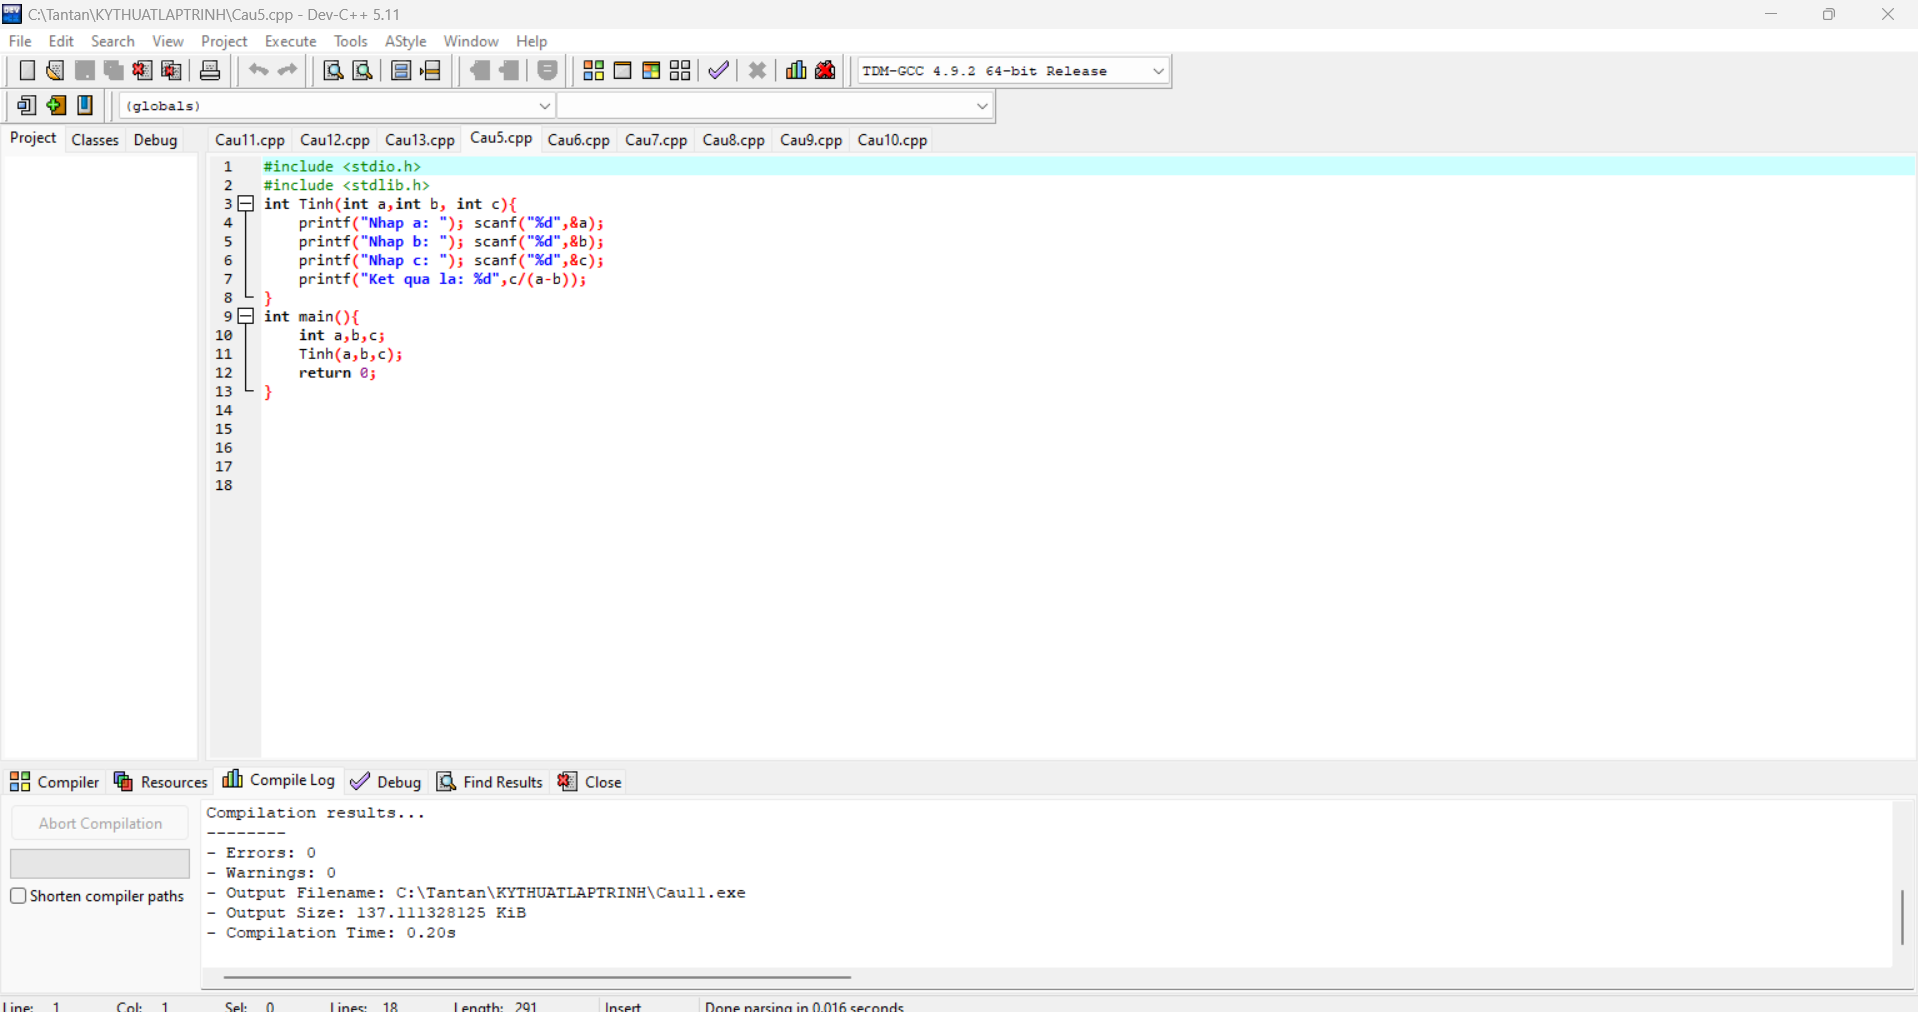 C:\Tantan\KYTHUATLAPTRINH\Cau5.cpp - Dev-C++ 5.11
File Edit Search View Project Execute Tools AStyle Window Help
TDM-GCC 4.9.2 64-bit Release
(globals)
Project Classes Debug Cau11.cpp Cau12.cpp Cau13.cpp Cau5.cpp Cau6.cpp Cau7.cpp Cau8.cpp Cau9.cpp Cau10.cpp
1 #include <stdio.h>
2 #include <stdlib.h>
3 int Tinh(int a,int b, int c){
4 printf("Nhap a: "); scanf("%d",&a);
5 printf("Nhap b: "); scanf("%d",&b);
6 printf("Nhap c: "); scanf("%d",&c);
7 printf("Ket qua la: %d",c/(a-b));
8 }
9 int main(){
10 int a,b,c;
11 Tinh(a,b,c);
12 return 0;
13 }
14
15
16
17
18
Compiler Resources Compile Log Debug Find Results Close
Abort Compilation
Shorten compiler paths
Compilation results...
--------
- Errors: 0
- Warnings: 0
- Output Filename: C:\Tantan\KYTHUATLAPTRINH\Cau11.exe
- Output Size: 137.111328125 KiB
- Compilation Time: 0.20s
Line: 1 Col: 1 Sel: 0 Lines: 18 Length: 291 Insert Done parsing in 0.016 seconds